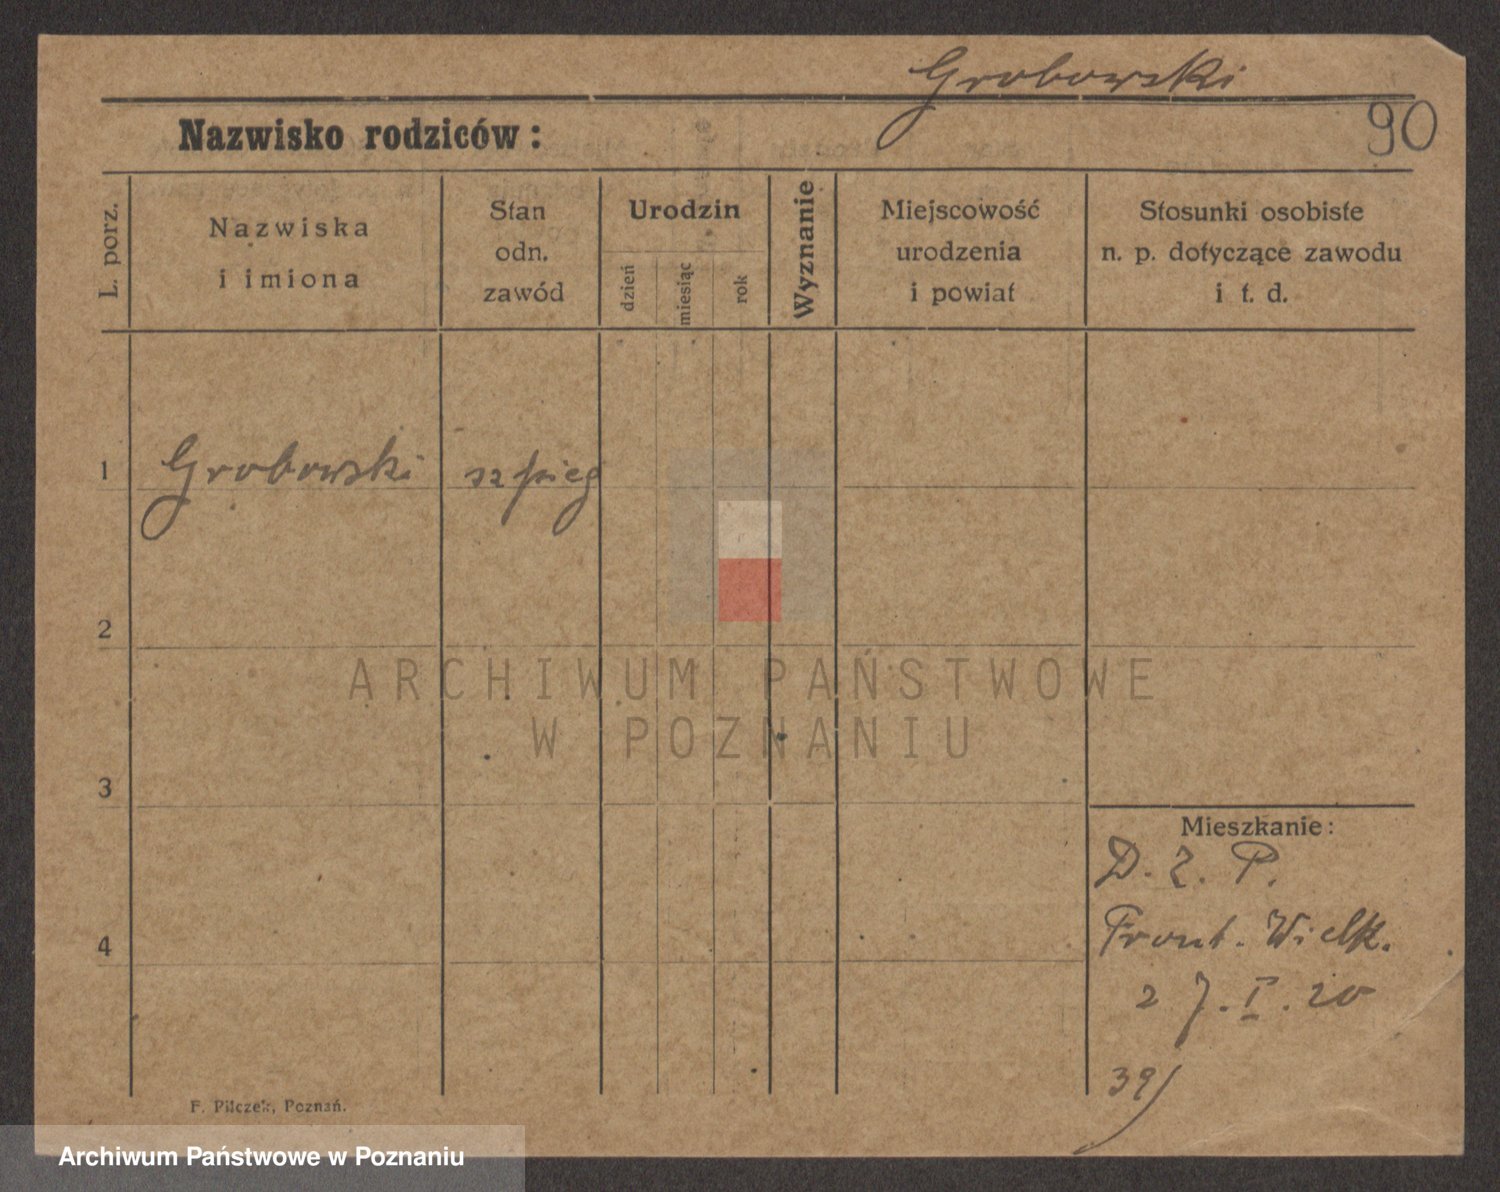 Grobowski
90
Nazwisko rodziców:
L. porz.
Nazwiska
i imiona
Stan
odn.
zawód
Urodzin
dzień
miesiąc
rok
Wyznanie
Miejscowość
urodzenia
i powiat
Stosunki osobiste
n. p. dotyczące zawodu
i t. d.
1 Grobowski szpieg
2
ARCHIWUM PAŃSTWOWE
W POZNANIU
3
Mieszkanie:
D. Z. P.
Front. Wielk.
4
27. I. 20
39)
F. Pilczek, Poznań.
Archiwum Państwowe w Poznaniu